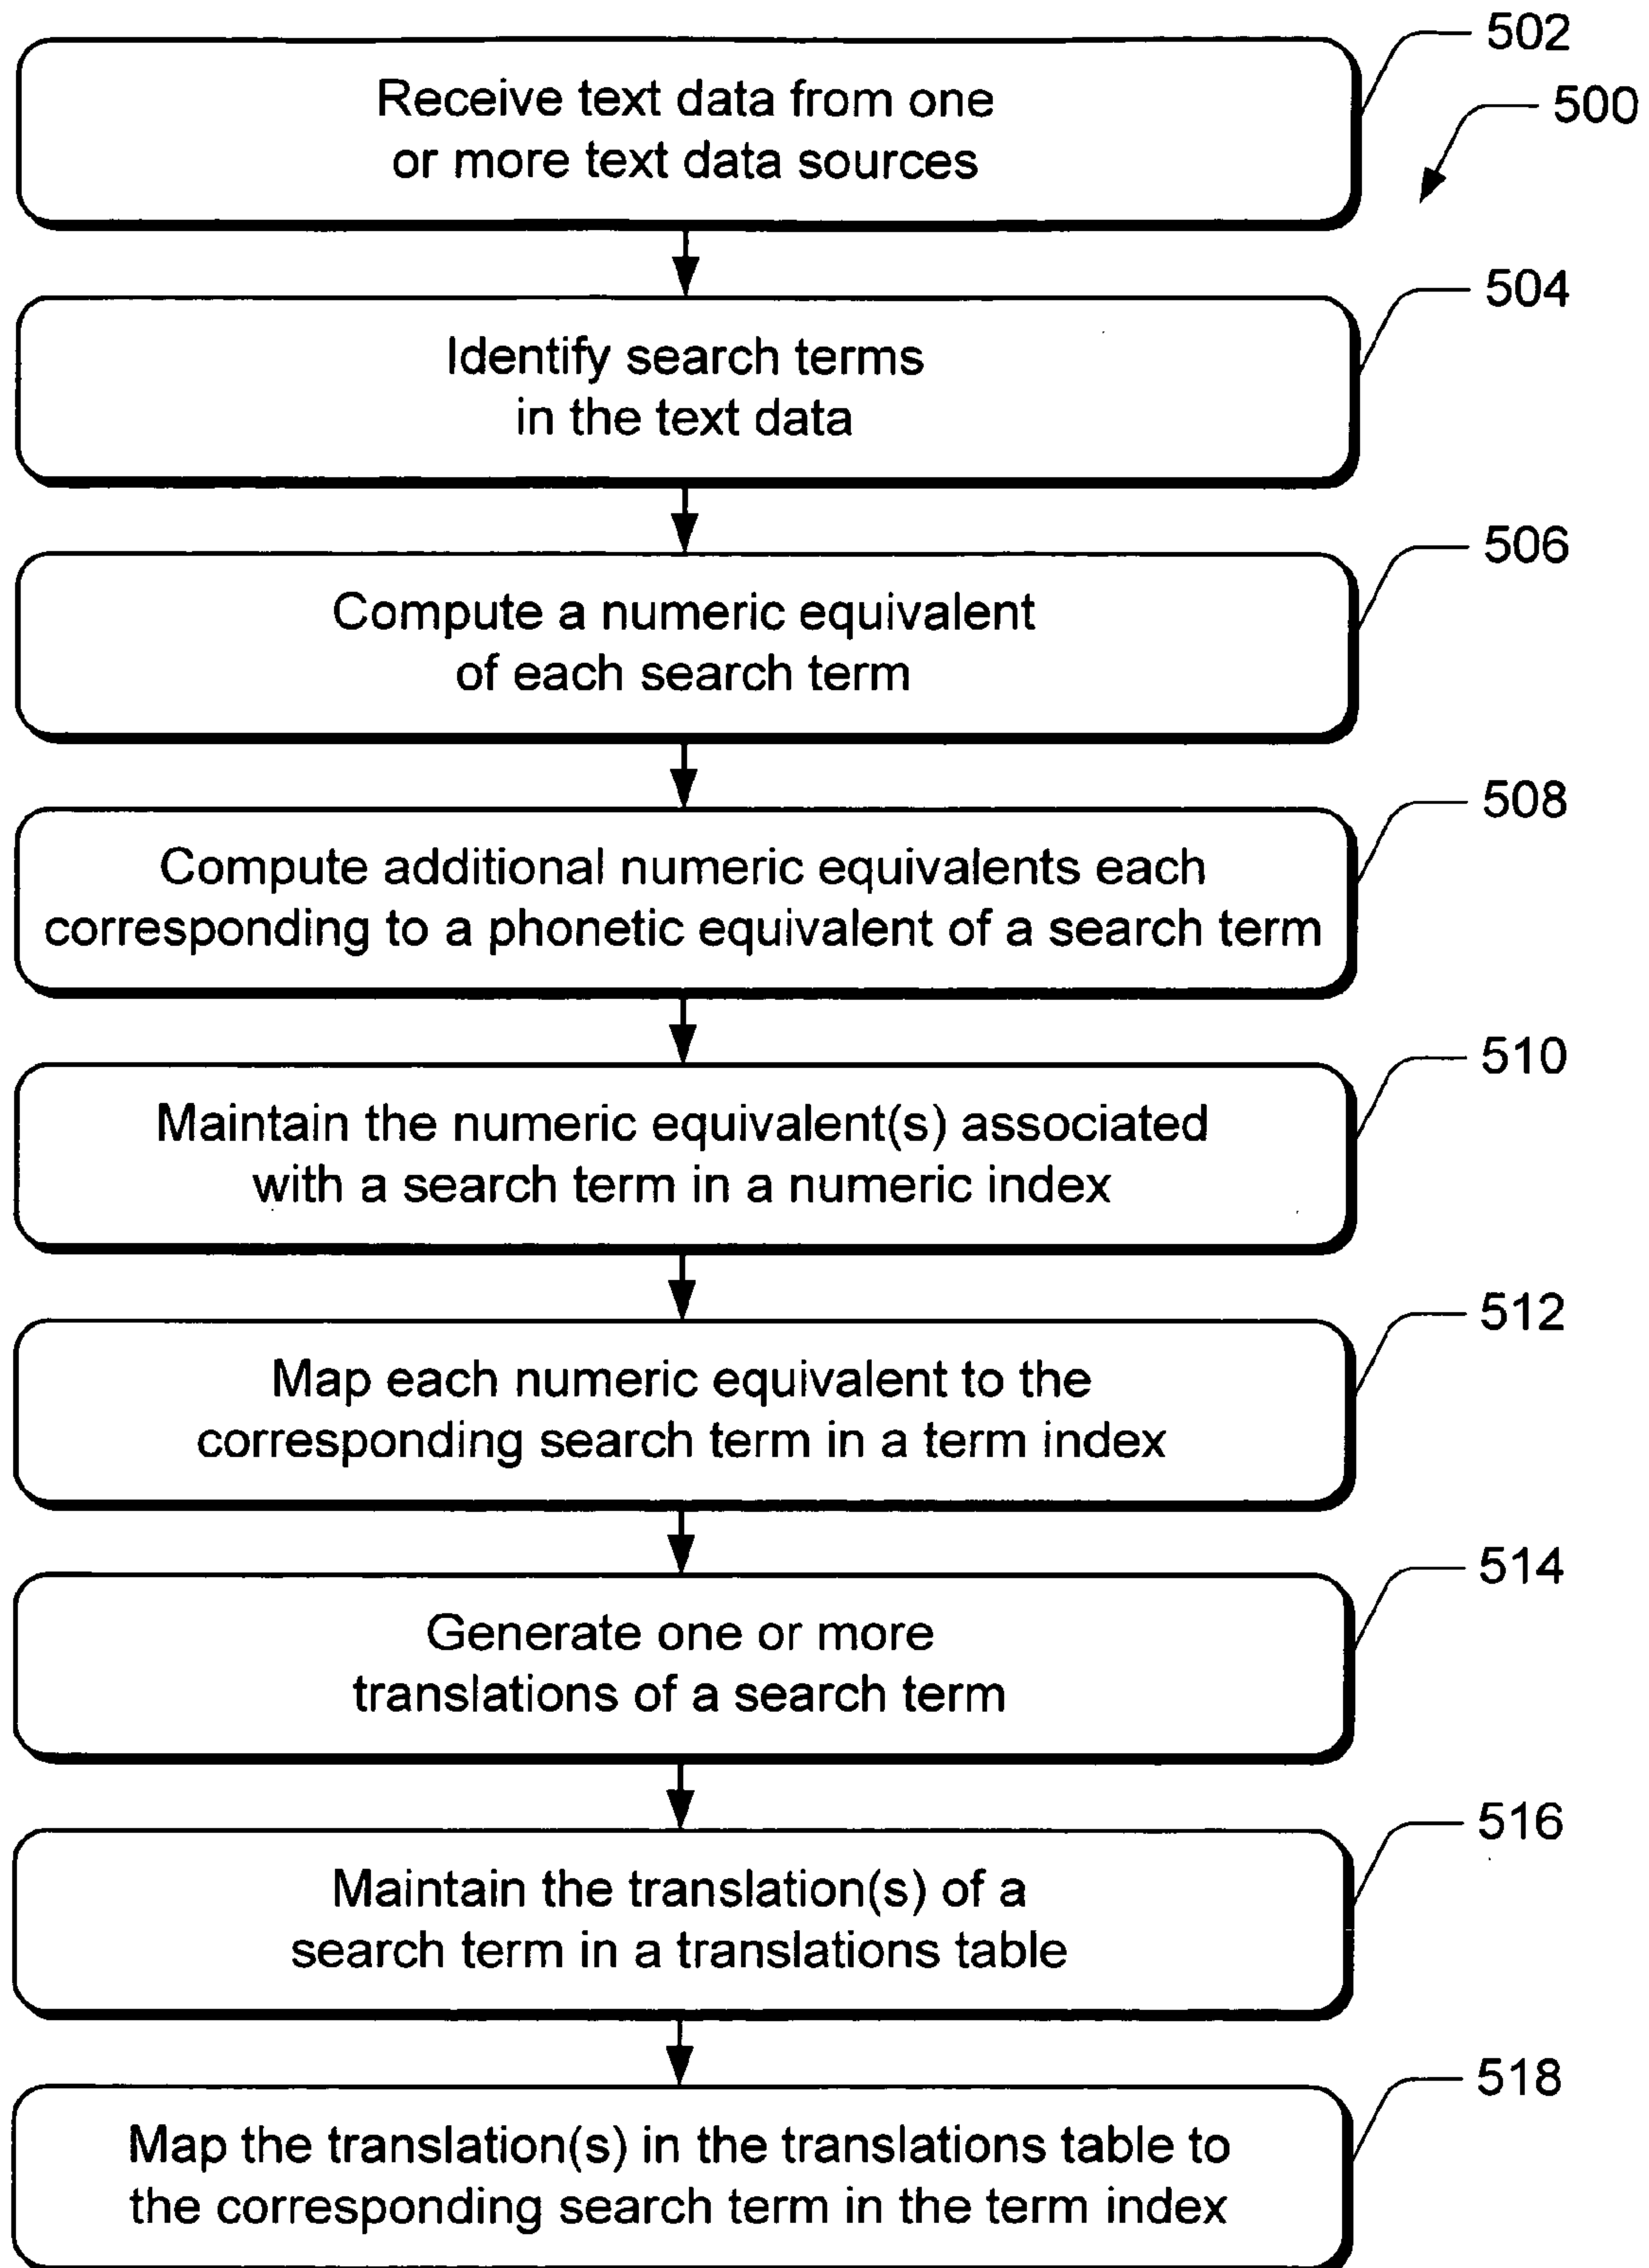 502
Receive text data from one
or more text data sources
500
504
Identify search terms
in the text data
506
Compute a numeric equivalent
of each search term
508
Compute additional numeric equivalents each
corresponding to a phonetic equivalent of a search term
510
Maintain the numeric equivalent(s) associated
with a search term in a numeric index
512
Map each numeric equivalent to the
corresponding search term in a term index
514
Generate one or more
translations of a search term
516
Maintain the translation(s) of a
search term in a translations table
518
Map the translation(s) in the translations table to
the corresponding search term in the term index